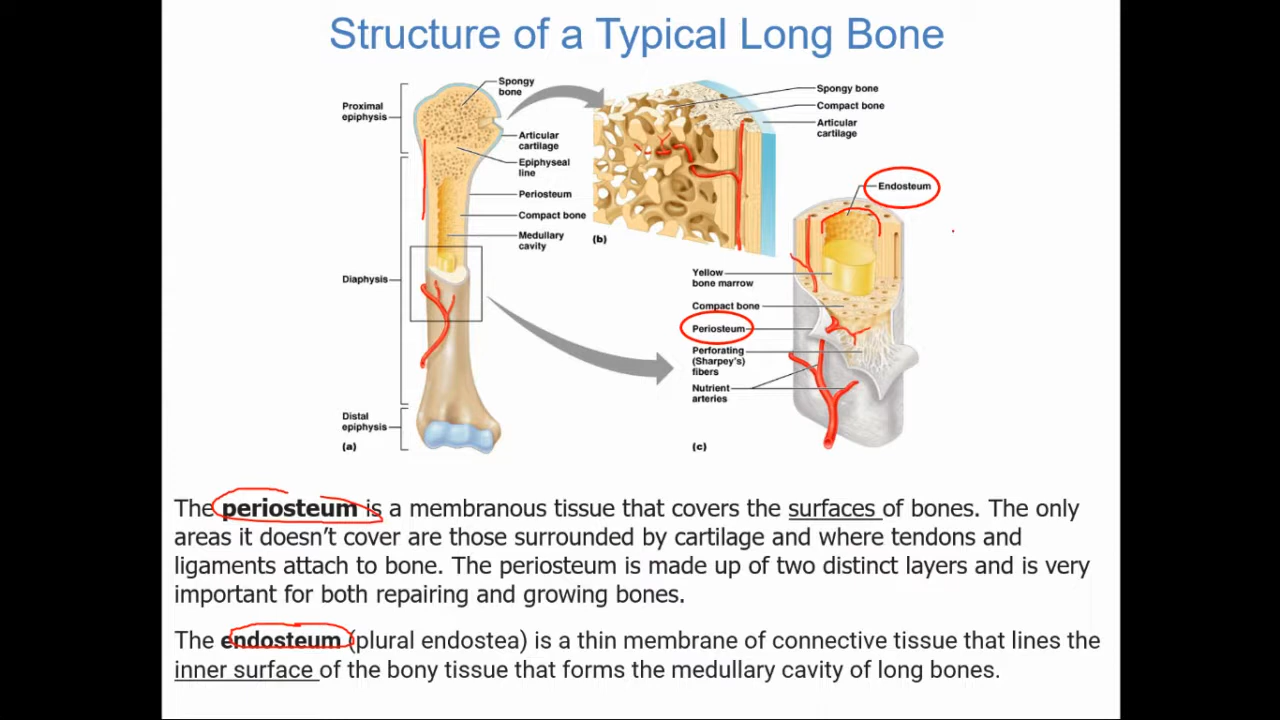 Structure of a Typical Long Bone
Spongy
bone
Proximal
epiphysis
Articular
cartilage
Epiphyseal
line
Periosteum
Compact bone
Medullary
cavity
Diaphysis
Distal
epiphysis
(a)
Spongy bone
Compact bone
Articular
cartilage
(b)
Endosteum
Yellow
bone marrow
Compact bone
Periosteum
Perforating
(Sharpey's)
fibers
Nutrient
arteries
(c)
The periosteum is a membranous tissue that covers the surfaces of bones. The only
areas it doesn't cover are those surrounded by cartilage and where tendons and
ligaments attach to bone. The periosteum is made up of two distinct layers and is very
important for both repairing and growing bones.
The endosteum (plural endostea) is a thin membrane of connective tissue that lines the
inner surface of the bony tissue that forms the medullary cavity of long bones.